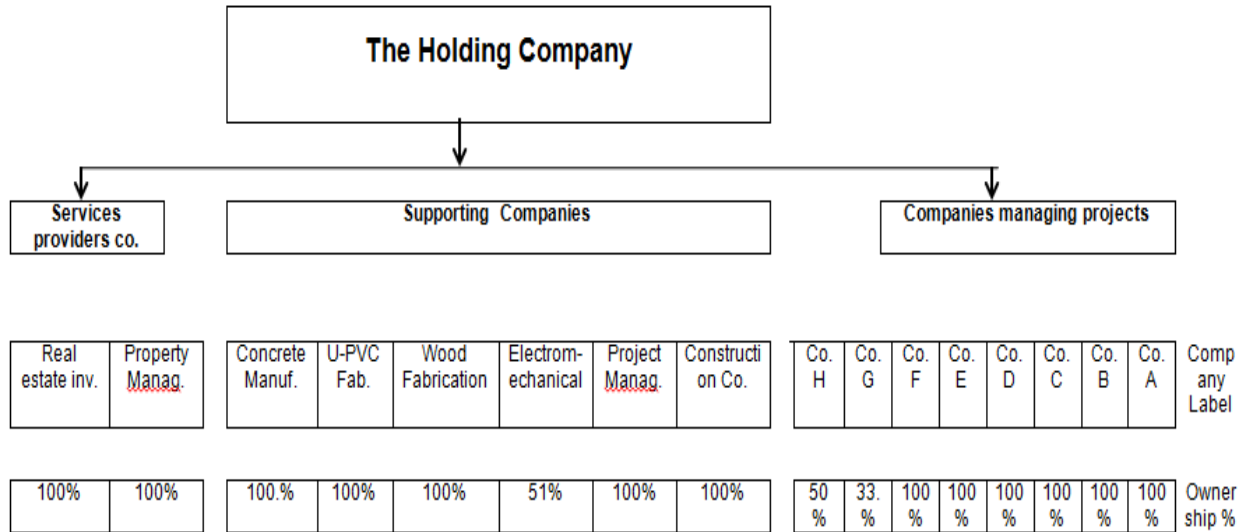 The Holding Company
Services
providers co.
Supporting Companies
Companies managing projects
Real
estate inv.
Property
Manag.
Concrete
Manuf.
U-PVC
Fab.
Wood
Fabrication
Electrom-
echanical
Project
Manag.
Constructi
on Co.
Co.
H
Co.
G
Co.
F
Co.
E
Co.
D
Co.
C
Co.
B
Co.
A
Comp
any
Label
100%
100%
100.%
100%
100%
51%
100%
100%
50
%
33.
%
100
%
100
%
100
%
100
%
100
%
100
%
Owner
ship %